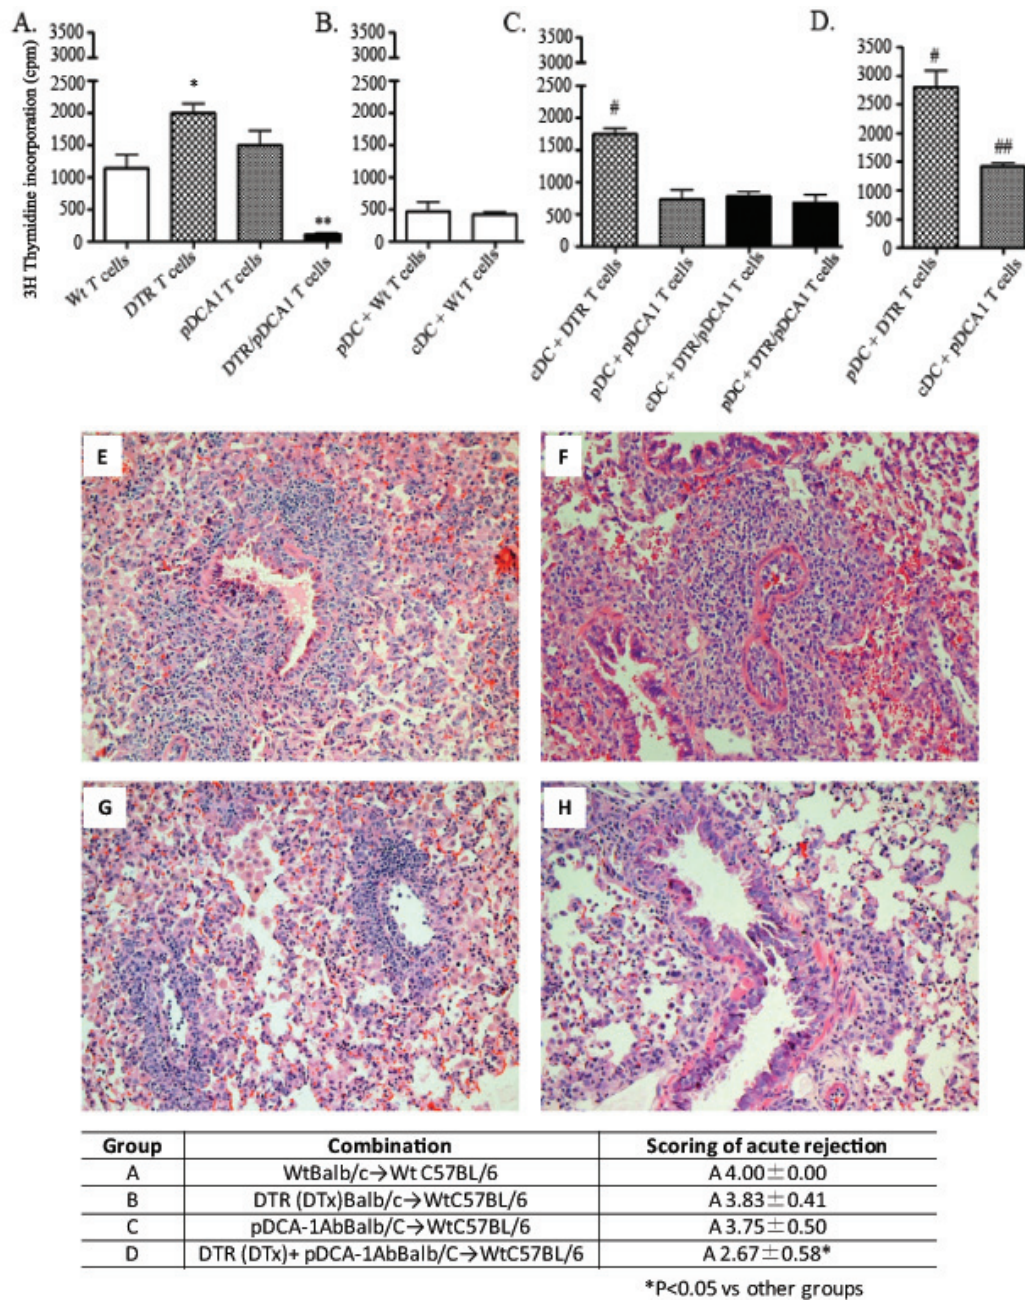 A.
B.
C.
D.
3H Thymidine incorporation (cpm)
3500
3000
2500
2000
1500
1000
500
0
*
**
Wt T cells
DTR T cells
pDCA1 T cells
DTR/pDCA1 T cells
3500
3000
2500
2000
1500
1000
500
0
pDC + Wt T cells
cDC + Wt T cells
3500
3000
2500
2000
1500
1000
500
0
#
cDC + DTR T cells
pDC + pDCA1 T cells
cDC + DTR/pDCA1 T cells
pDC + DTR/pDCA1 T cells
3500
3000
2500
2000
1500
1000
500
0
#
##
pDC + DTR T cells
cDC + pDCA1 T cells
E
F
G
H
Group Combination Scoring of acute rejection
A WtBalb/c→Wt C57BL/6 A 4.00±0.00
B DTR (DTx)Balb/c→WtC57BL/6 A 3.83±0.41
C pDCA-1AbBalb/C→WtC57BL/6 A 3.75±0.50
D DTR (DTx)+ pDCA-1AbBalb/C→WtC57BL/6 A 2.67±0.58*
*P<0.05 vs other groups